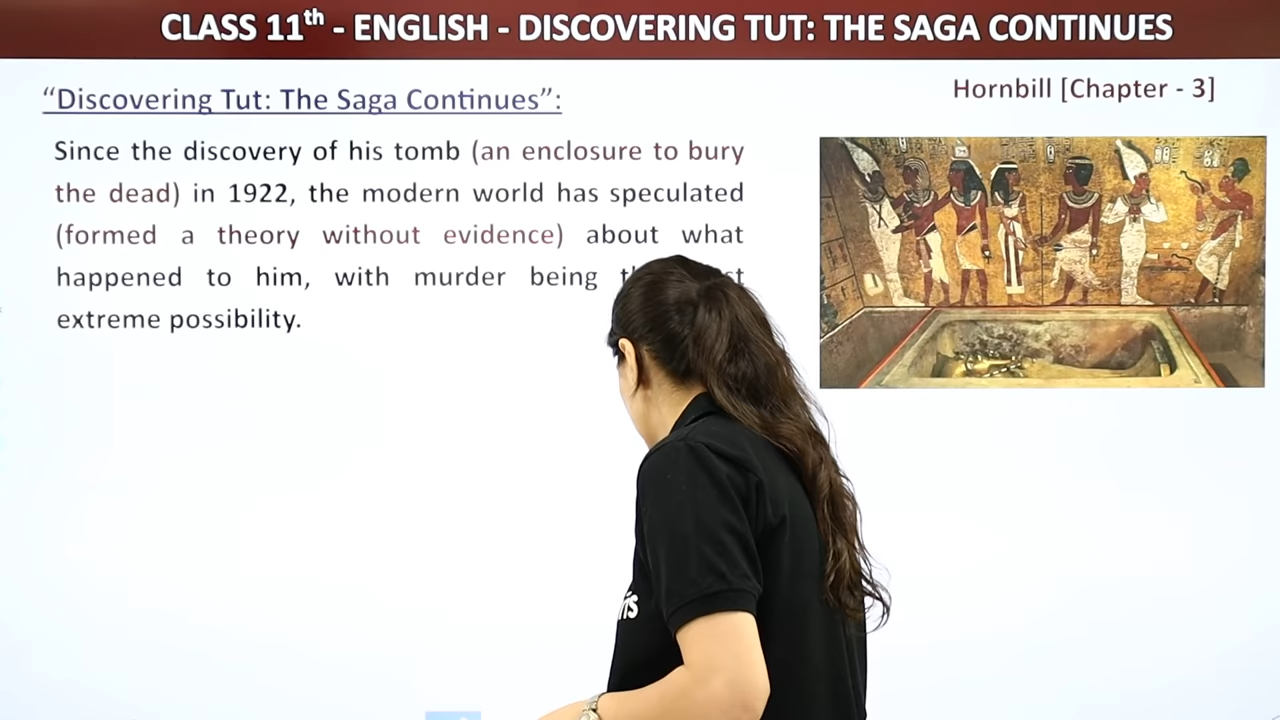 CLASS 11th - ENGLISH - DISCOVERING TUT: THE SAGA CONTINUES
“Discovering Tut: The Saga Continues”:
Hornbill [Chapter - 3]
Since the discovery of his tomb (an enclosure to bury
the dead) in 1922, the modern world has speculated
(formed a theory without evidence) about what
happened to him, with murder being
extreme possibility.